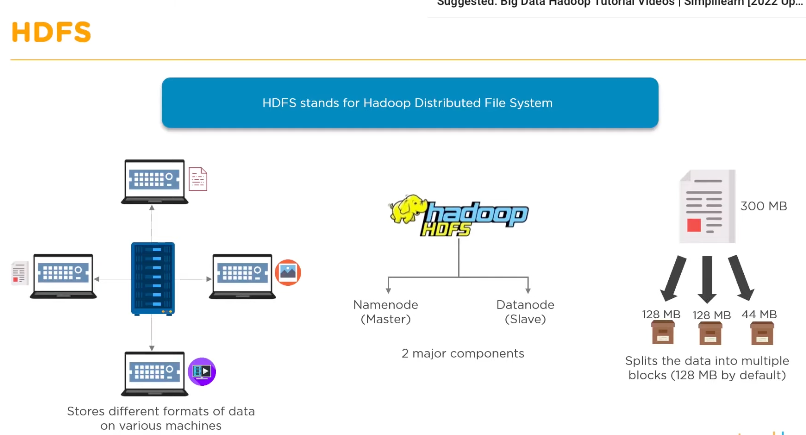 Suggested: Big Data Hadoop Tutorial Videos | Simplilearn [2022 Up...
HDFS
HDFS stands for Hadoop Distributed File System
hadoop
HDFS
300 MB
Namenode
(Master)
Datanode
(Slave)
128 MB
128 MB
44 MB
2 major components
Splits the data into multiple
blocks (128 MB by default)
Stores different formats of data
on various machines